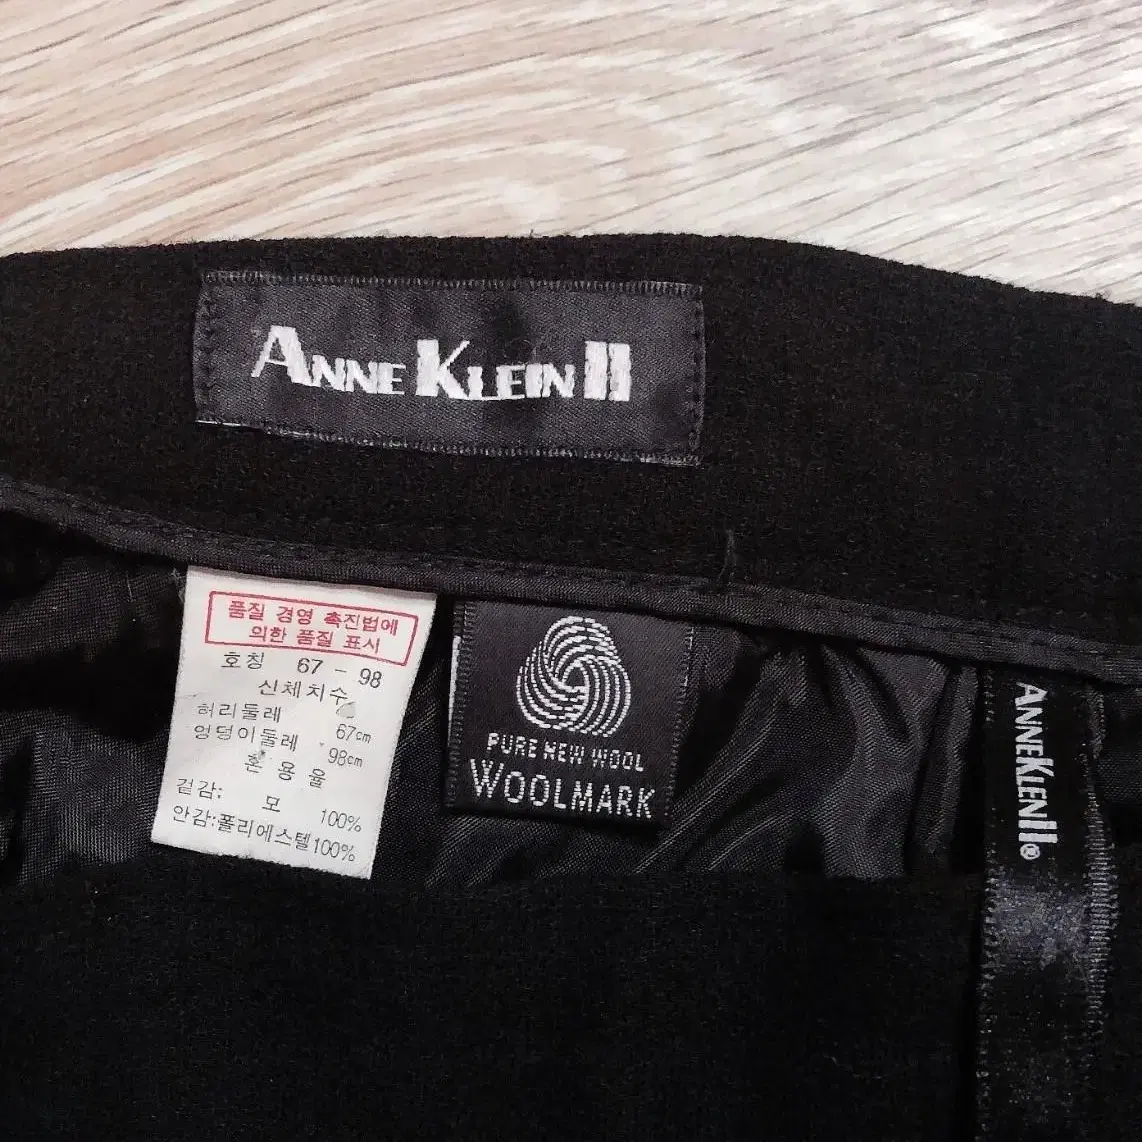 ANNE KLEIN II
품질 경영 촉진법에
의한 품질 표시
호칭 67 - 98
신체치수
허리둘레 67cm
엉덩이둘레 98cm
혼용율
겉감: 모 100%
안감:폴리에스텔100%
PURE NEW WOOL
WOOLMARK
ANNEKLEINII®